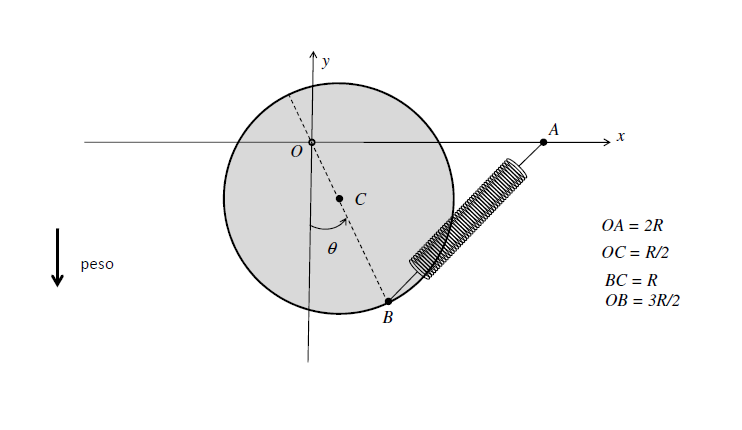 y
A
x
O
C
OA = 2R
θ
OC = R/2
peso
BC = R
OB = 3R/2
B